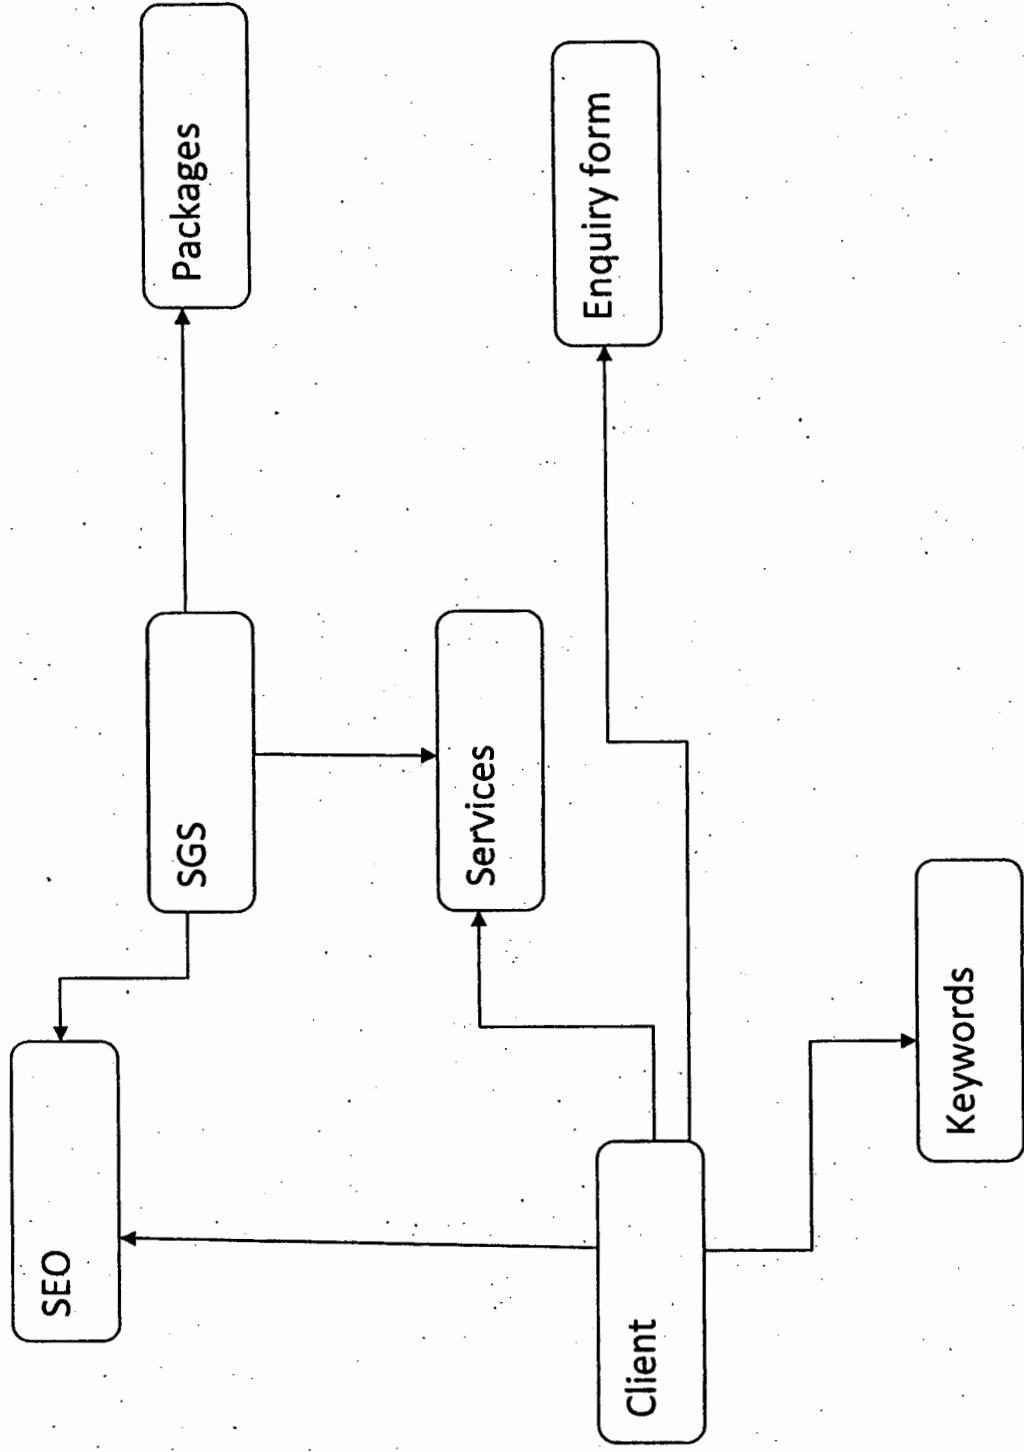 SEO
SGS
Packages
Services
Client
Enquiry form
Keywords